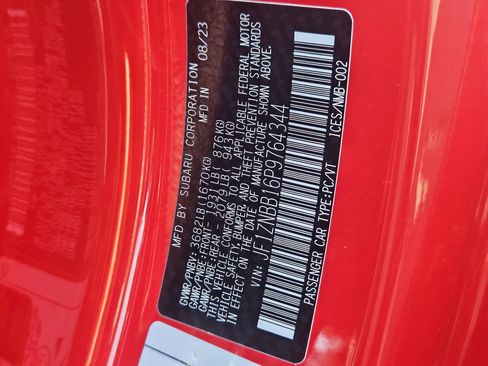 MFD BY SUBARU CORPORATION
MFD IN 08/23
GVWR/PNBV: 3682LB(1670KG)
GAWR/PNBE:FRONT- 1931LB( 876KG)
GAWR/PNBE:REAR - 2079LB( 943KG)
THIS VEHICLE CONFORMS TO ALL APPLICABLE FEDERAL MOTOR
VEHICLE SAFETY, BUMPER, AND THEFT PREVENTION STANDARDS
IN EFFECT ON THE DATE OF MANUFACTURE SHOWN ABOVE.
VIN: JF1ZNBB16P9764344
PASSENGER CAR/VOITURE TYPE:PC/VT
ICES/NMB-002